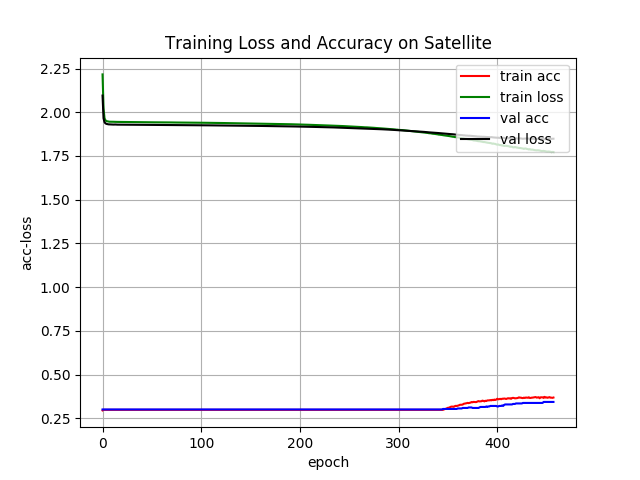 Training Loss and Accuracy on Satellite
2.25
2.00
1.75
1.50
1.25
1.00
0.75
0.50
0.25
acc-loss
train acc
train loss
val acc
val loss
0
100
200
300
400
epoch